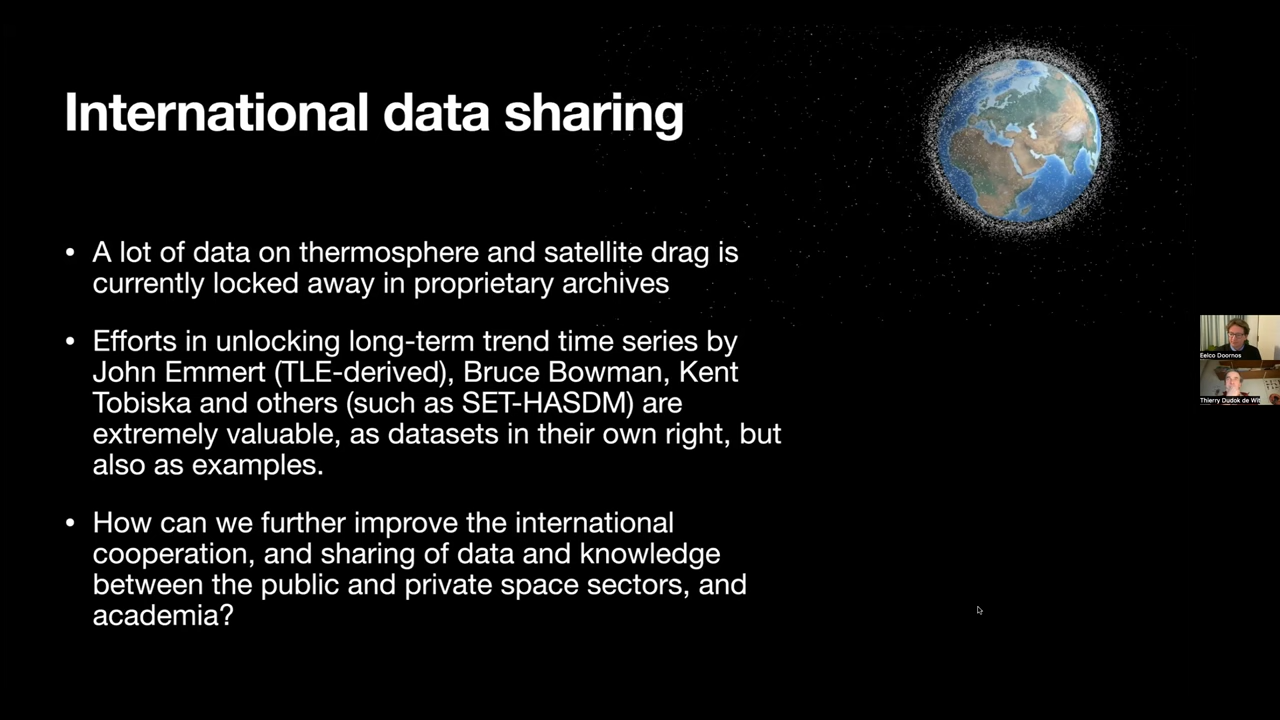 International data sharing
• A lot of data on thermosphere and satellite drag is
currently locked away in proprietary archives
• Efforts in unlocking long-term trend time series by
John Emmert (TLE-derived), Bruce Bowman, Kent
Tobiska and others (such as SET-HASDM) are
extremely valuable, as datasets in their own right, but
also as examples.
• How can we further improve the international
cooperation, and sharing of data and knowledge
between the public and private space sectors, and
academia?
Eelco Doornos
Thierry Dudok de Wit